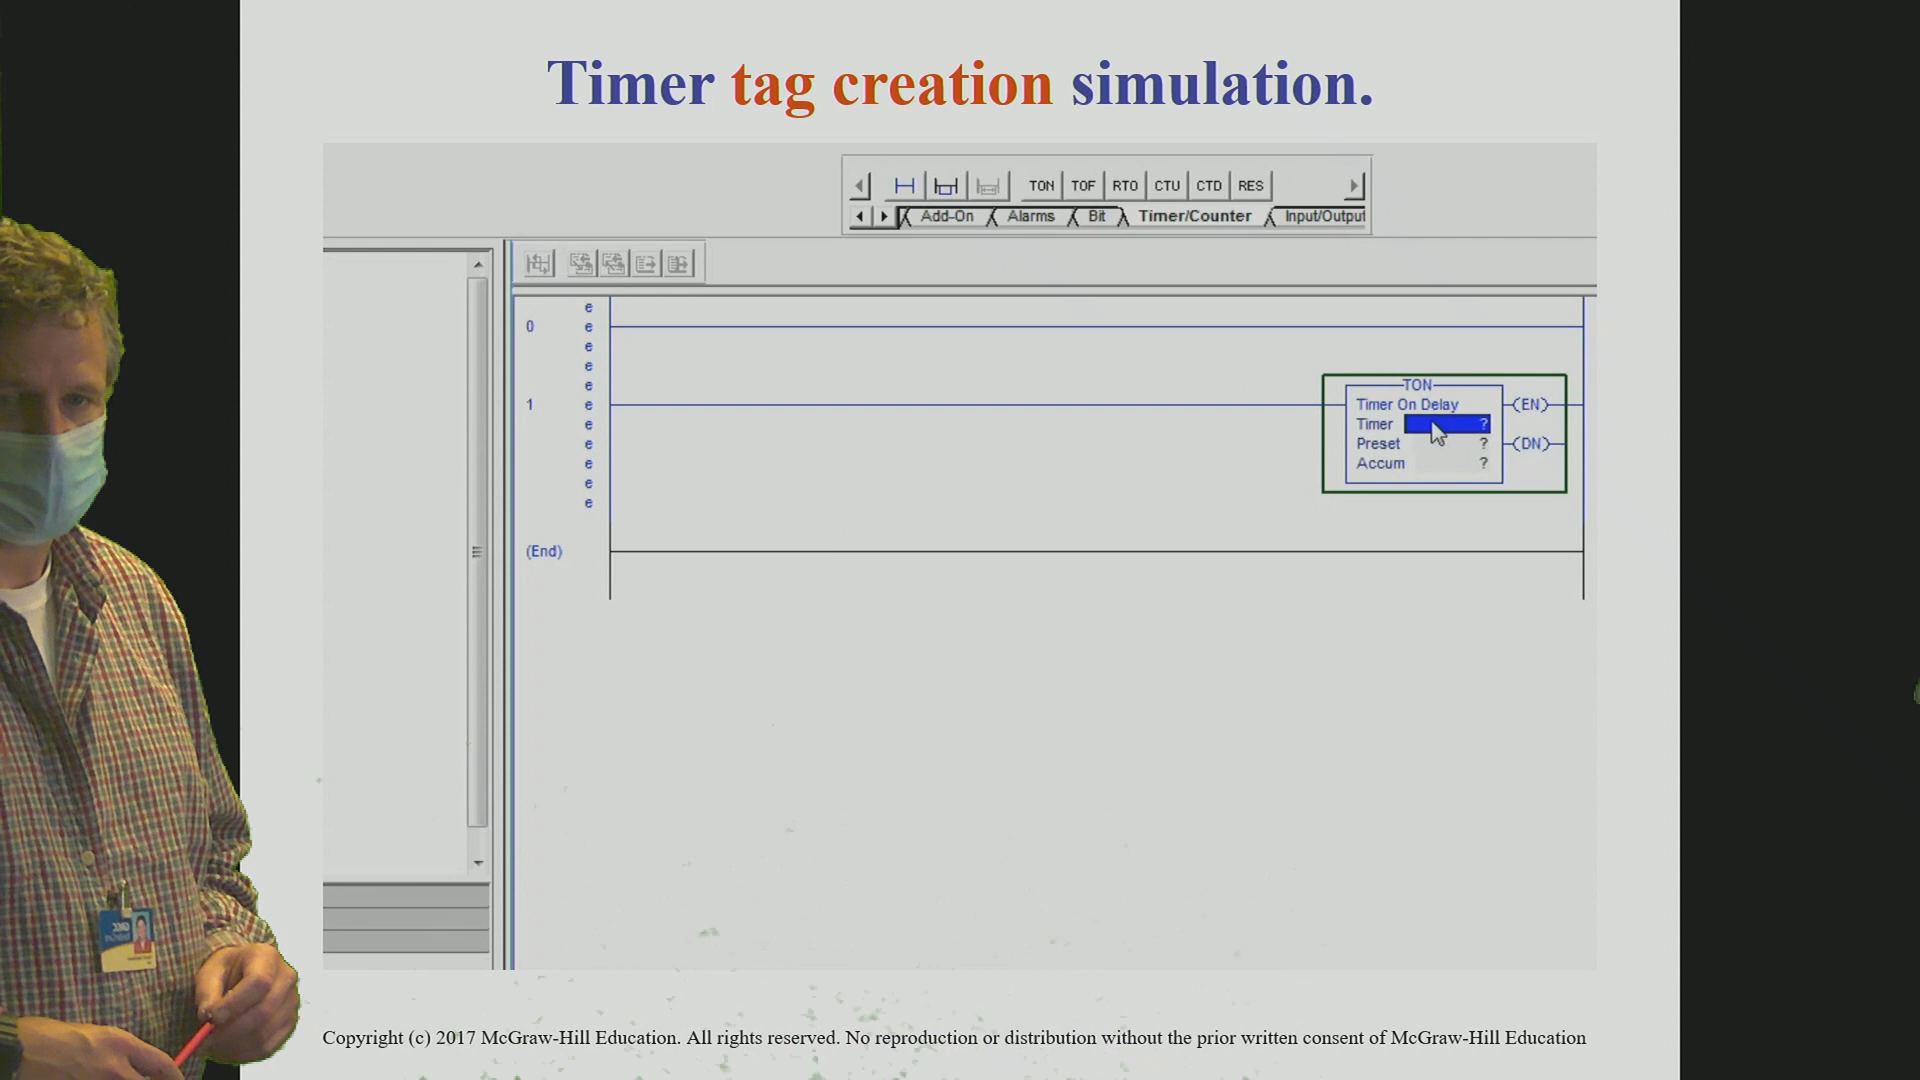 Timer tag creation simulation.
TON TOF RTO CTU CTD RES
Add-On Alarms Bit Timer/Counter Input/Output
e
0 e
e
e
e TON
1 e Timer On Delay (EN)
e Timer ?
e Preset ? (DN)
e Accum ?
e
e
(End)
Copyright (c) 2017 McGraw-Hill Education. All rights reserved. No reproduction or distribution without the prior written consent of McGraw-Hill Education